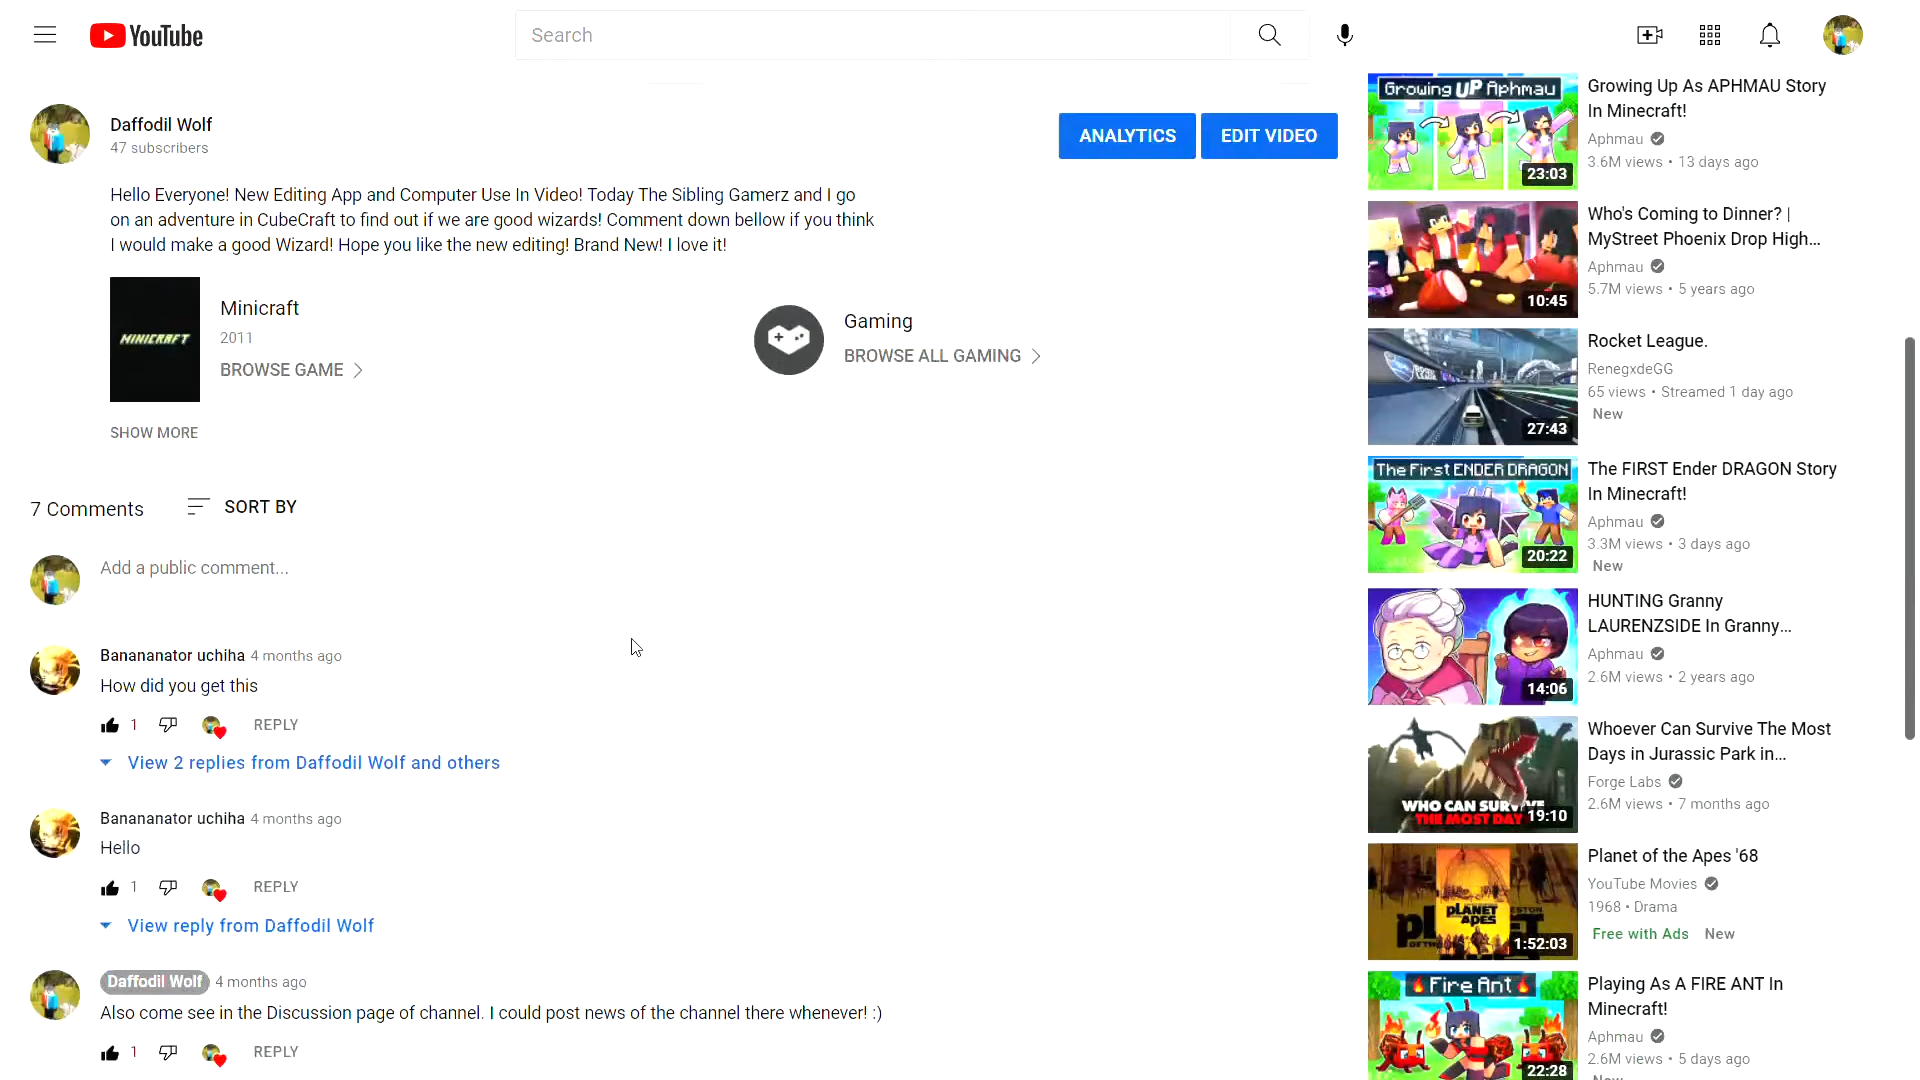 YouTube
Search
Daffodil Wolf
47 subscribers
ANALYTICS
EDIT VIDEO
Hello Everyone! New Editing App and Computer Use In Video! Today The Sibling Gamerz and I go
on an adventure in CubeCraft to find out if we are good wizards! Comment down bellow if you think
I would make a good Wizard! Hope you like the new editing! Brand New! I love it!
MINICRAFT
Minicraft
2011
BROWSE GAME
Gaming
BROWSE ALL GAMING
SHOW MORE
7 Comments
SORT BY
Add a public comment...
Banananator uchiha 4 months ago
How did you get this
1
REPLY
View 2 replies from Daffodil Wolf and others
Banananator uchiha 4 months ago
Hello
1
REPLY
View reply from Daffodil Wolf
Daffodil Wolf 4 months ago
Also come see in the Discussion page of channel. I could post news of the channel there whenever! :)
1
REPLY
Growing UP Aphmau
23:03
Growing Up As APHMAU Story
In Minecraft!
Aphmau
3.6M views • 13 days ago
10:45
Who's Coming to Dinner? |
MyStreet Phoenix Drop High...
Aphmau
5.7M views • 5 years ago
27:43
Rocket League.
RenegxdeGG
65 views • Streamed 1 day ago
New
The First ENDER DRAGON
20:22
The FIRST Ender DRAGON Story
In Minecraft!
Aphmau
3.3M views • 3 days ago
New
14:06
HUNTING Granny
LAURENZSIDE In Granny...
Aphmau
2.6M views • 2 years ago
WHO CAN SURVIVE
THE MOST DAY
19:10
Whoever Can Survive The Most
Days in Jurassic Park in...
Forge Labs
2.6M views • 7 months ago
PLANET
OF THE
APES
1:52:03
Planet of the Apes '68
YouTube Movies
1968 • Drama
Free with Ads New
Fire Ant
22:28
Playing As A FIRE ANT In
Minecraft!
Aphmau
2.6M views • 5 days ago
New